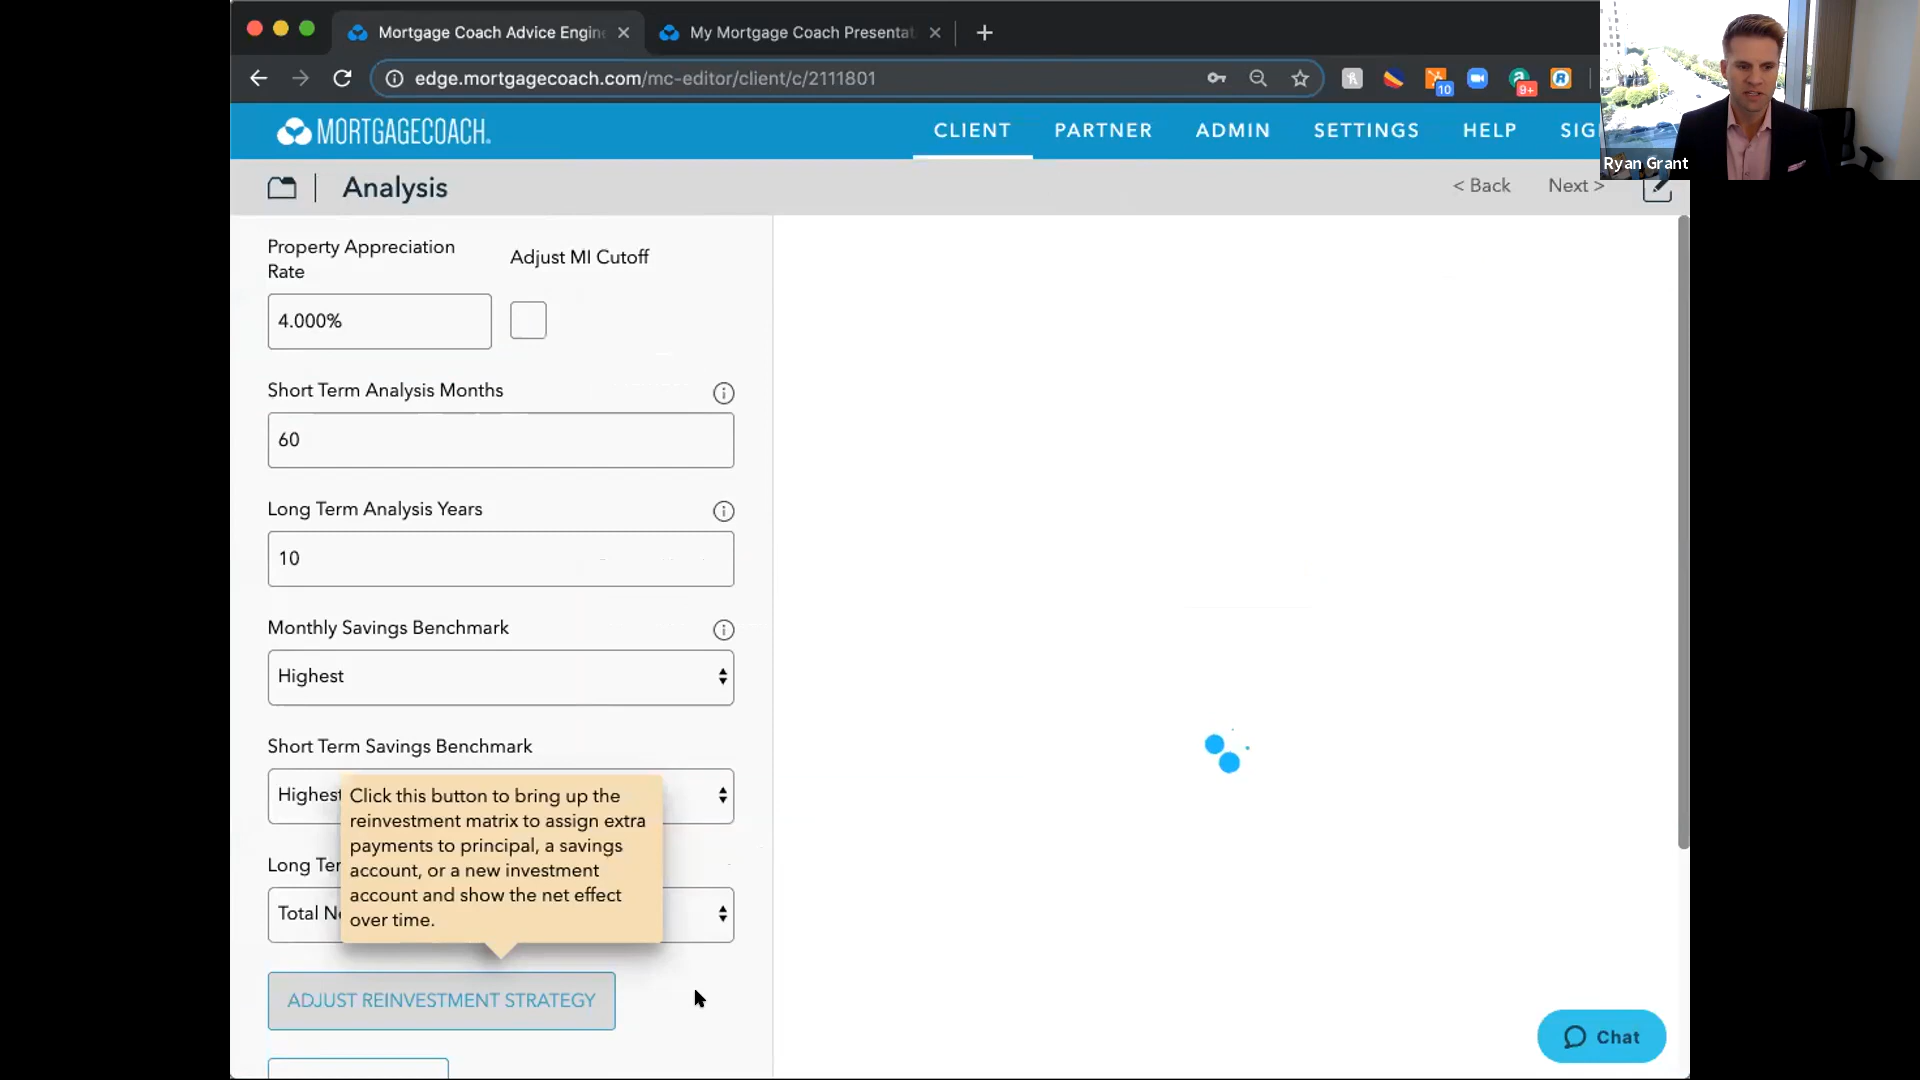 Mortgage Coach Advice Engin
My Mortgage Coach Presentat
edge.mortgagecoach.com/mc-editor/client/c/2111801
10
9+
MORTGAGECOACH.
CLIENT
PARTNER
ADMIN
SETTINGS
HELP
SIG
Ryan Grant
Analysis
< Back
Next >
Property Appreciation
Rate
Adjust MI Cutoff
4.000%
Short Term Analysis Months
60
Long Term Analysis Years
10
Monthly Savings Benchmark
Highest
Short Term Savings Benchmark
Highest
Click this button to bring up the
reinvestment matrix to assign extra
payments to principal, a savings
account, or a new investment
account and show the net effect
over time.
Long Ter
Total Ne
ADJUST REINVESTMENT STRATEGY
Chat